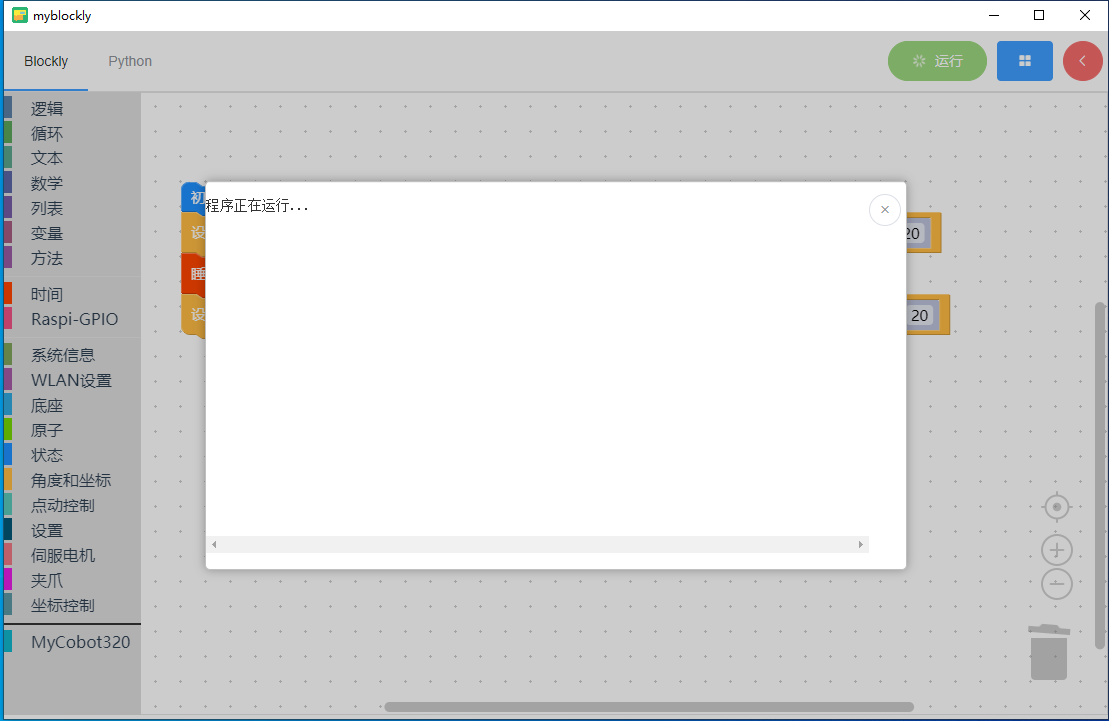 myblockly
Blockly
Python
运行
逻辑
循环
文本
数学
列表
变量
方法
时间
Raspi-GPIO
系统信息
WLAN设置
底座
原子
状态
角度和坐标
点动控制
设置
伺服电机
夹爪
坐标控制
MyCobot320
初
设
睡
设
程序正在运行...
20
20